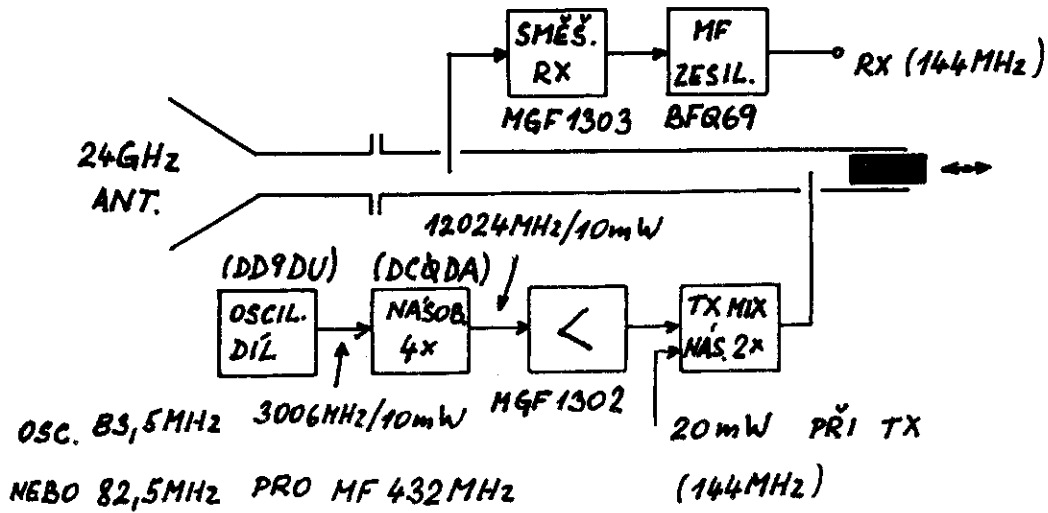 SMĚŠ.
RX
MF
ZESIL.
RX (144MHz)
MGF1303
BFQ69
24GHz
ANT.
12024MHz/10mW
(DD9DU)
(DCØDA)
OSCIL.
DÍL
NÁSOB.
4x
<
TX MIX
NÁS. 2x
MGF1302
3006MHz/10mW
OSC. 83,5MHz
20mW PŘI TX
(144MHz)
NEBO 82,5MHz PRO MF 432MHz